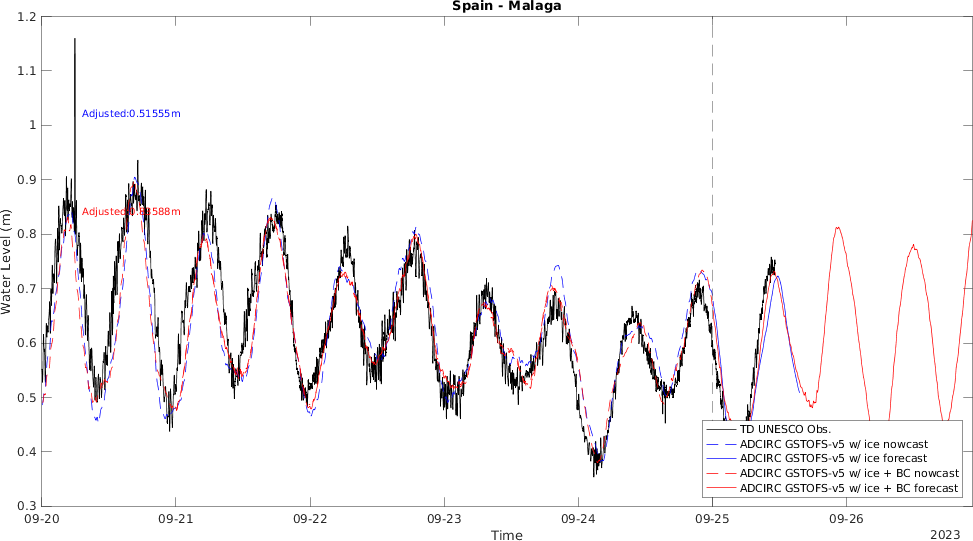 Spain - Malaga
1.2
1.1
1
0.9
0.8
0.7
0.6
0.5
0.4
0.3
Water Level (m)
Adjusted:0.51555m
TD UNESCO Obs.
ADCIRC GSTOFS-v5 w/ ice nowcast
ADCIRC GSTOFS-v5 w/ ice forecast
ADCIRC GSTOFS-v5 w/ ice + BC nowcast
ADCIRC GSTOFS-v5 w/ ice + BC forecast
09-20
09-21
09-22
09-23
09-24
09-25
09-26
Time
2023